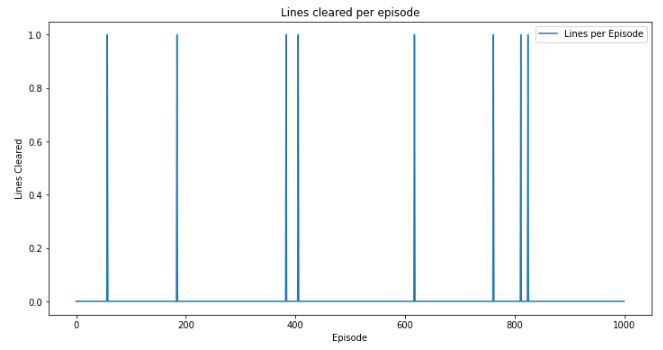 Lines cleared per episode
Lines per Episode
1.0
0.8
0.6
0.4
0.2
0.0
Lines Cleared
0 200 400 600 800 1000
Episode